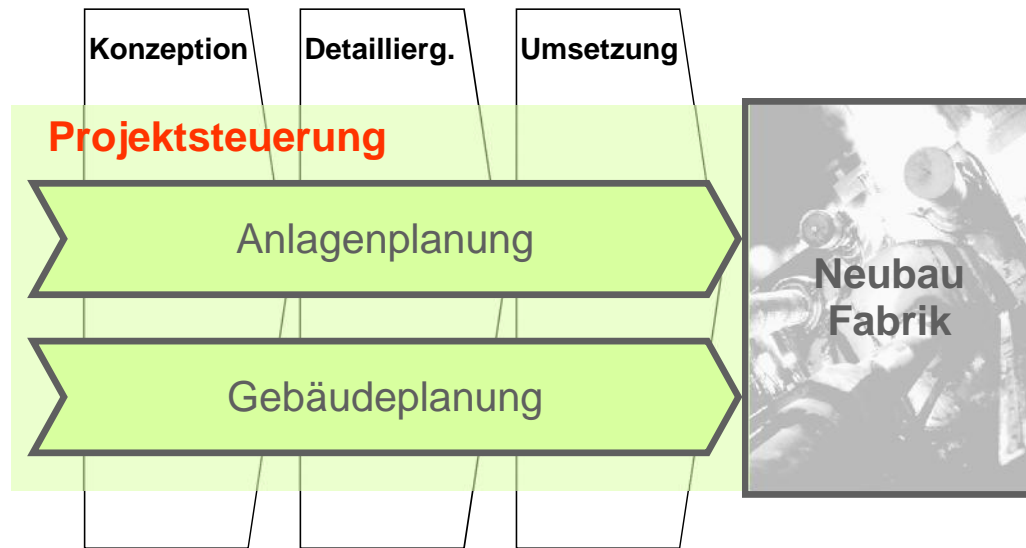 Konzeption
Detaillierg.
Umsetzung
Projektsteuerung
Anlagenplanung
Neubau
Fabrik
Gebäudeplanung